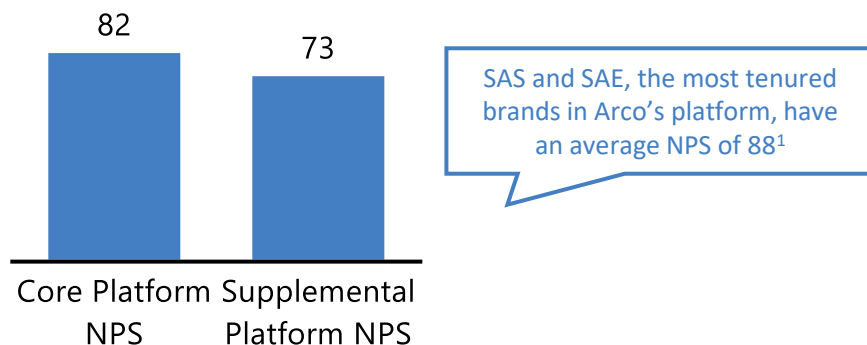 82
73
Core Platform
NPS
Supplemental
Platform NPS
SAS and SAE, the most tenured
brands in Arco’s platform, have
an average NPS of 88¹